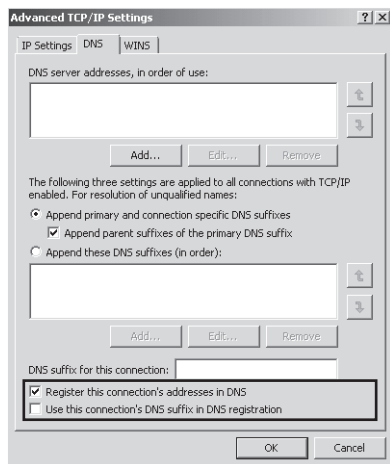 Advanced TCP/IP Settings
IP Settings DNS WINS
DNS server addresses, in order of use:
Add... Edit... Remove
The following three settings are applied to all connections with TCP/IP
enabled. For resolution of unqualified names:
Append primary and connection specific DNS suffixes
Append parent suffixes of the primary DNS suffix
Append these DNS suffixes (in order):
Add... Edit... Remove
DNS suffix for this connection:
Register this connection's addresses in DNS
Use this connection's DNS suffix in DNS registration
OK Cancel